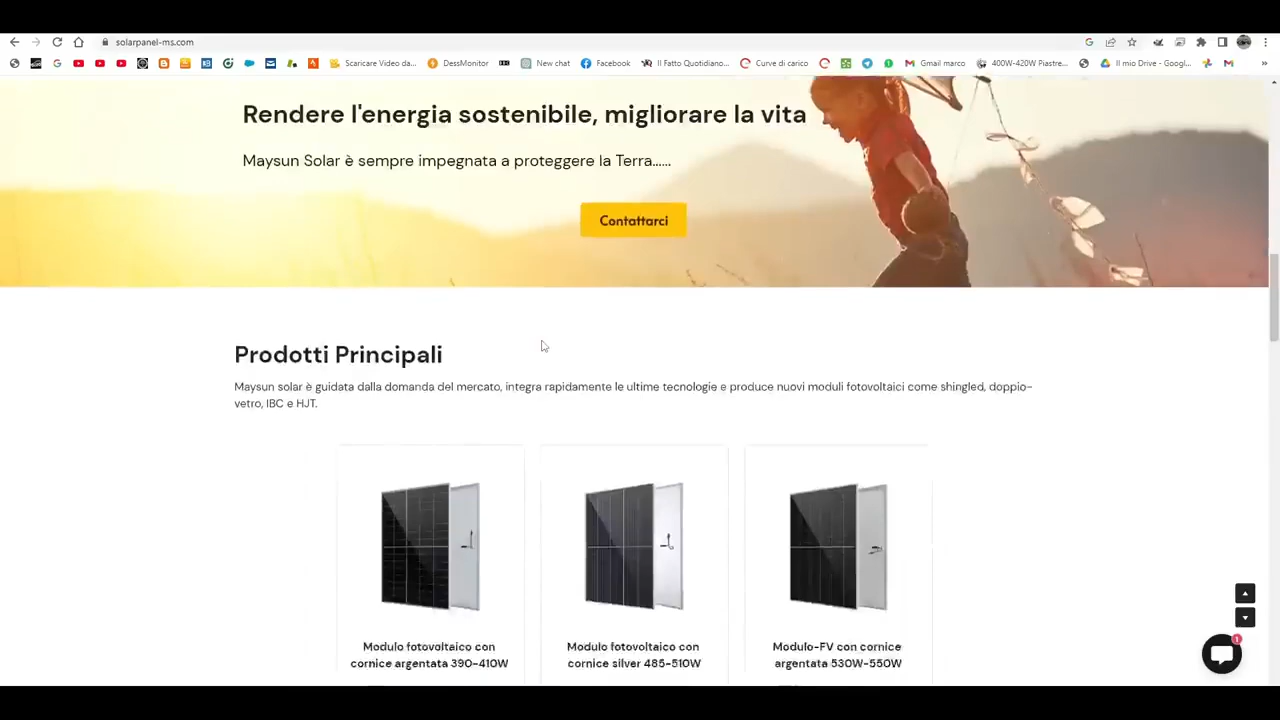 solarpanel-ms.com
Scaricare Video da...
DessMonitor
New chat
Facebook
Il Fatto Quotidiano...
Curve di carico
Gmail marco
400W-420W Piastre...
Il mio Drive - Googl...
Rendere l'energia sostenibile, migliorare la vita
Maysun Solar è sempre impegnata a proteggere la Terra......
Contattarci
Prodotti Principali
Maysun solar è guidata dalla domanda del mercato, integra rapidamente le ultime tecnologie e produce nuovi moduli fotovoltaici come shingled, doppio-
vetro, IBC e HJT.
Modulo fotovoltaico con
cornice argentata 390-410W
Modulo fotovoltaico con
cornice silver 485-510W
Modulo-FV con cornice
argentata 530W-550W
1